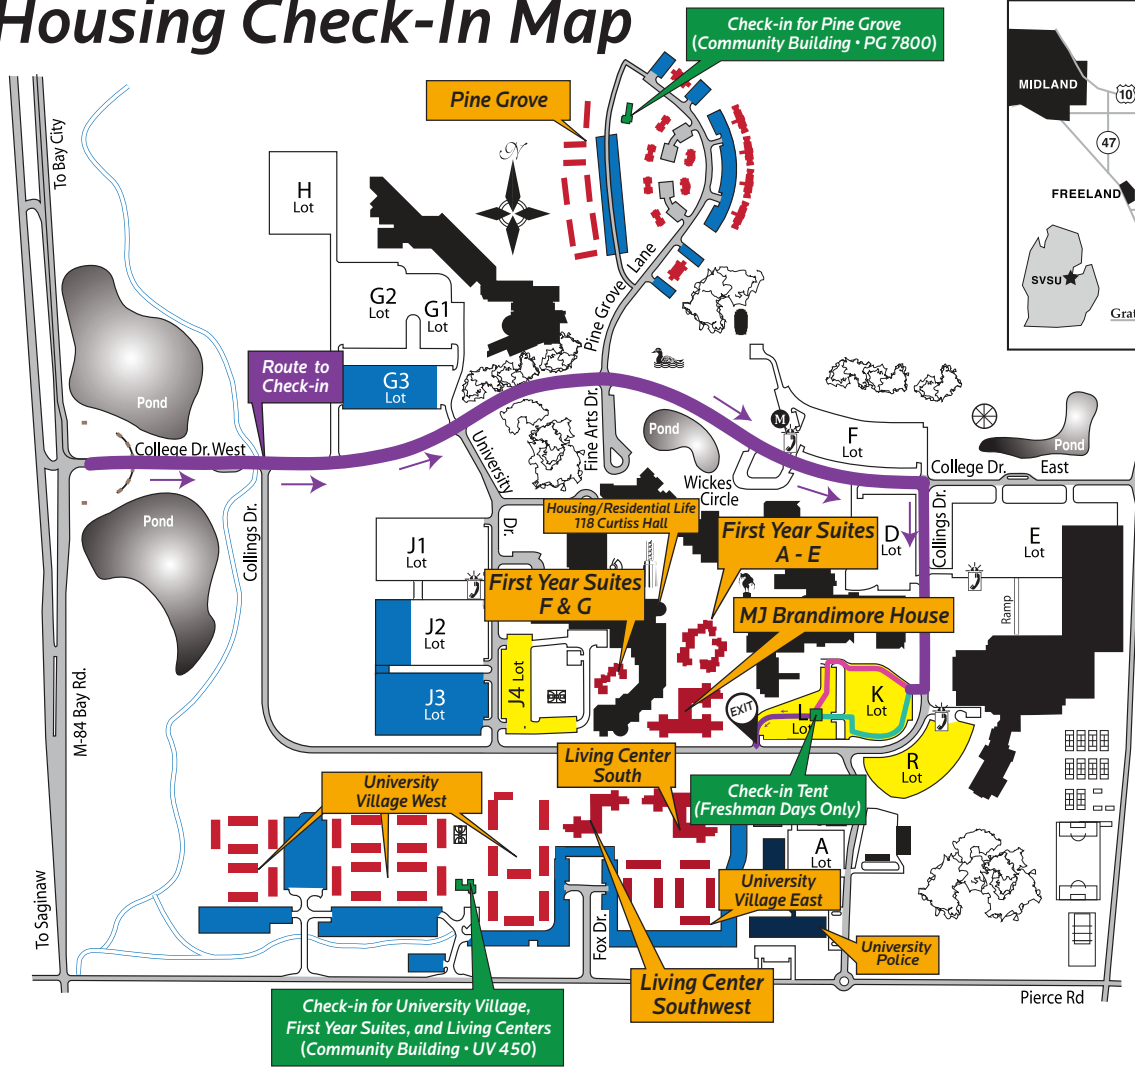 Housing Check-In Map
Check-in for Pine Grove
(Community Building • PG 7800)
Pine Grove
MIDLAND
10
47
FREELAND
SVSU
To Bay City
N
H
Lot
G2
Lot
G1
Lot
Pine Grove Lane
Route to
Check-in
G3
Lot
Pond
Pond
M
F
Lot
Pond
College Dr. West
University
Fine Arts Dr.
Wickes
Circle
College Dr. East
Pond
Collings Dr.
Housing/Residential Life
118 Curtiss Hall
First Year Suites
A - E
D
Lot
Collings Dr.
E
Lot
J1
Lot
Dr.
First Year Suites
F & G
MJ Brandimore House
Ramp
J2
Lot
J3
Lot
J4 Lot
EXIT
L
Lot
K
Lot
R
Lot
M-84 Bay Rd.
Living Center
South
University
Village West
Check-in Tent
(Freshman Days Only)
A
Lot
University
Village East
To Saginaw
Fox Dr.
University
Police
Living Center
Southwest
Pierce Rd
Check-in for University Village,
First Year Suites, and Living Centers
(Community Building • UV 450)